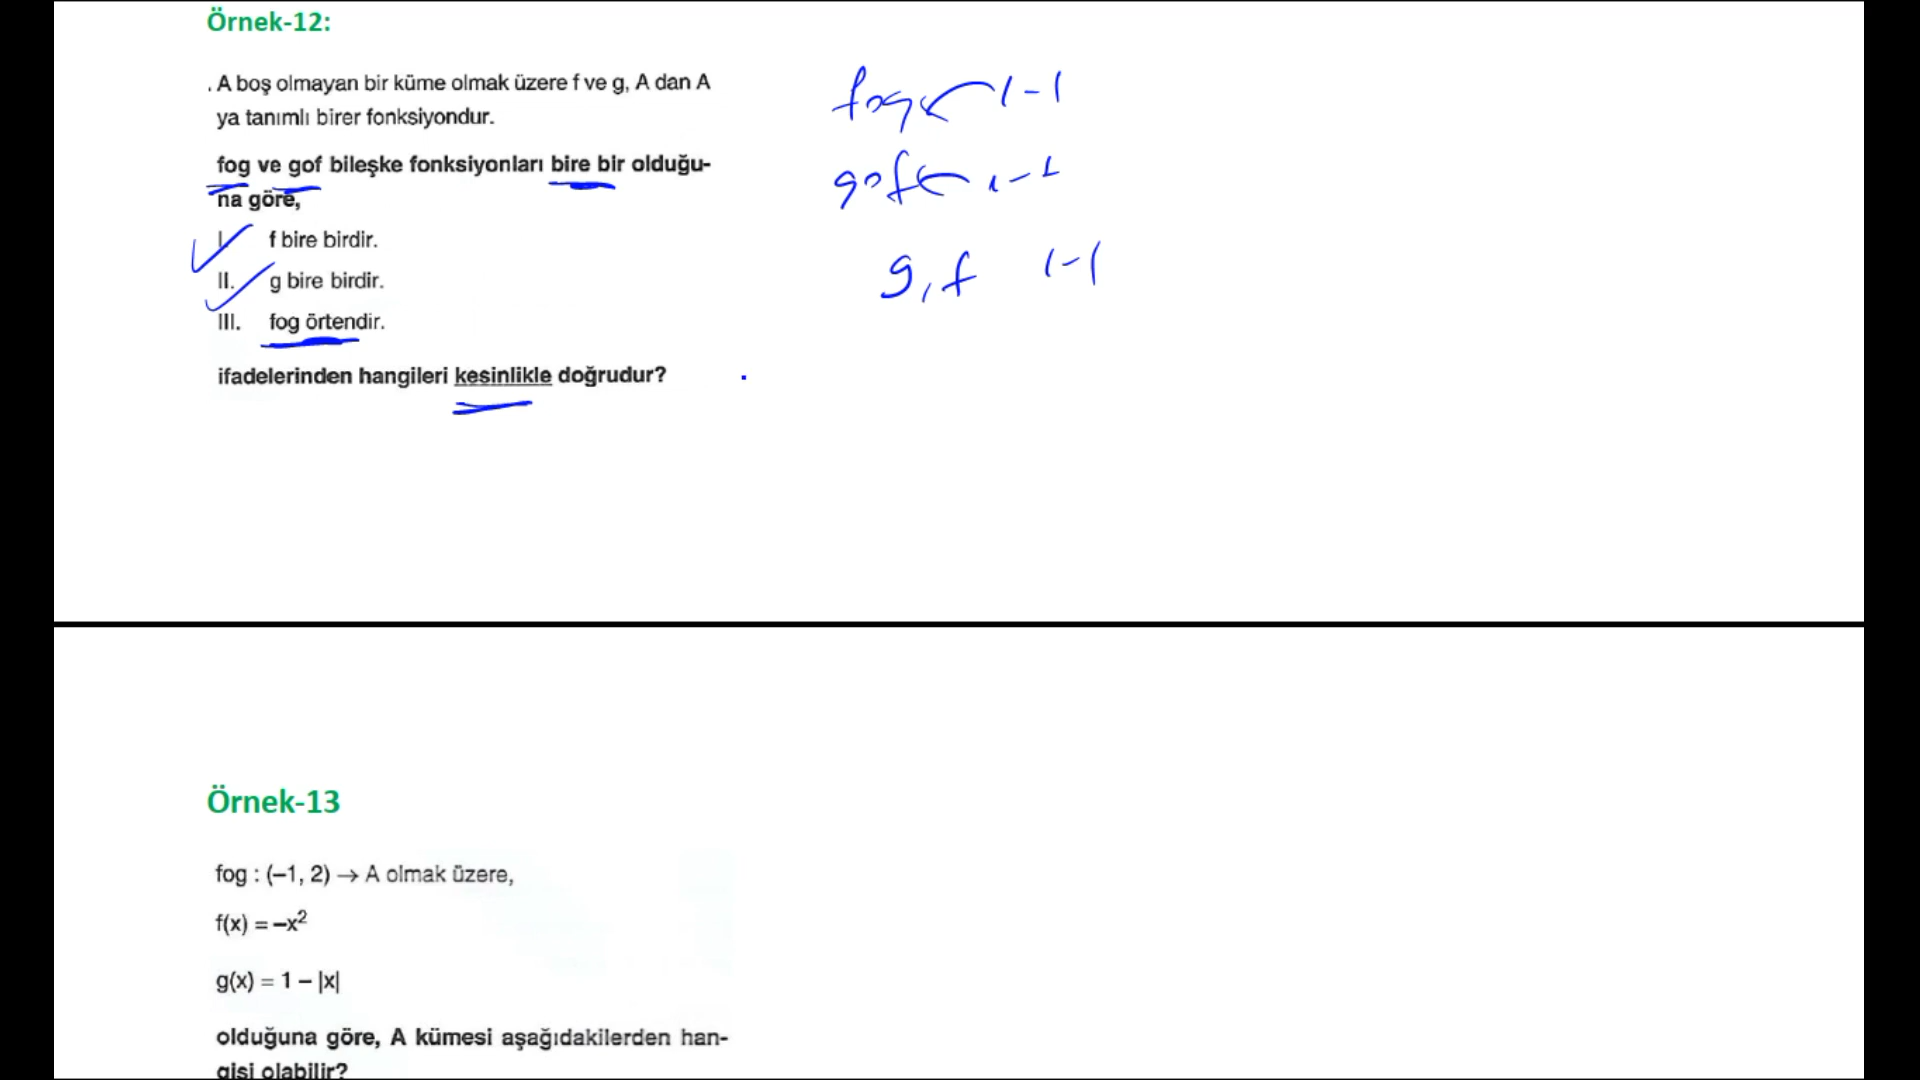 Örnek-12:
. A boş olmayan bir küme olmak üzere f ve g, A dan A
ya tanımlı birer fonksiyondur.
fog ve gof bileşke fonksiyonları bire bir olduğu-
na göre,
I. f bire birdir.
II. g bire birdir.
III. fog örtendir.
ifadelerinden hangileri kesinlikle doğrudur?
fog 1-1
gof 1-1
g, f 1-1
Örnek-13
fog : (–1, 2) → A olmak üzere,
f(x) = –x²
g(x) = 1 – |x|
olduğuna göre, A kümesi aşağıdakilerden han-
gisi olabilir?